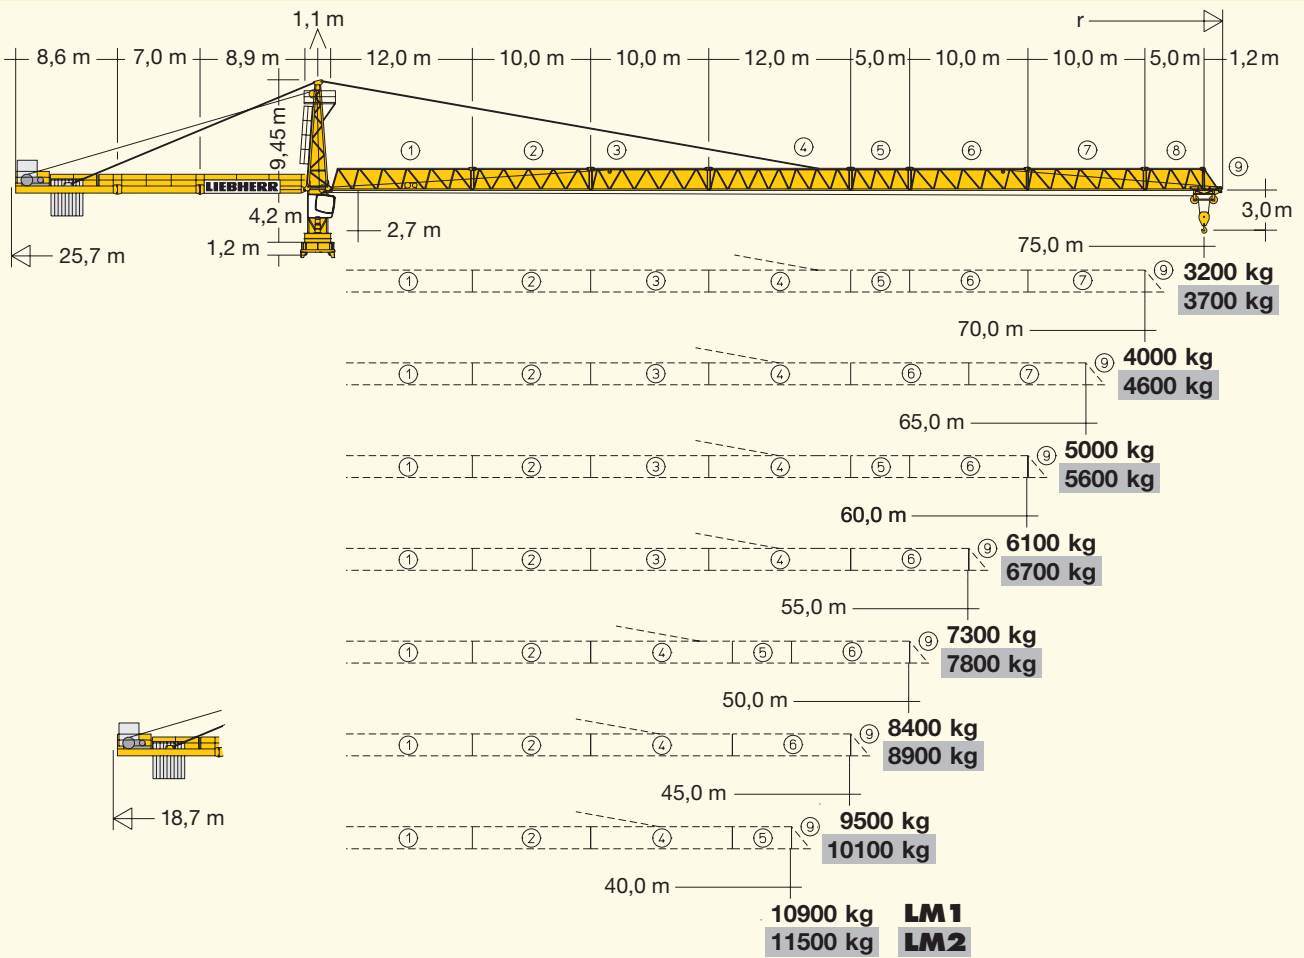 1,1 m
r
8,6 m 7,0 m 8,9 m 12,0 m 10,0 m 10,0 m 12,0 m 5,0 m 10,0 m 10,0 m 5,0 m 1,2 m
9,45 m
1 2 3 4 5 6 7 8 9
LIEBHERR
4,2 m
3,0 m
2,7 m
1,2 m
25,7 m
75,0 m
1 2 3 4 5 6 7 9 3200 kg
3700 kg
70,0 m
1 2 3 4 6 7 9 4000 kg
4600 kg
65,0 m
1 2 3 4 5 6 9 5000 kg
5600 kg
60,0 m
1 2 3 4 6 9 6100 kg
6700 kg
55,0 m
1 2 4 5 6 9 7300 kg
7800 kg
50,0 m
1 2 4 6 9 8400 kg
8900 kg
45,0 m
18,7 m
1 2 4 5 9 9500 kg
10100 kg
40,0 m
10900 kg LM1
11500 kg LM2